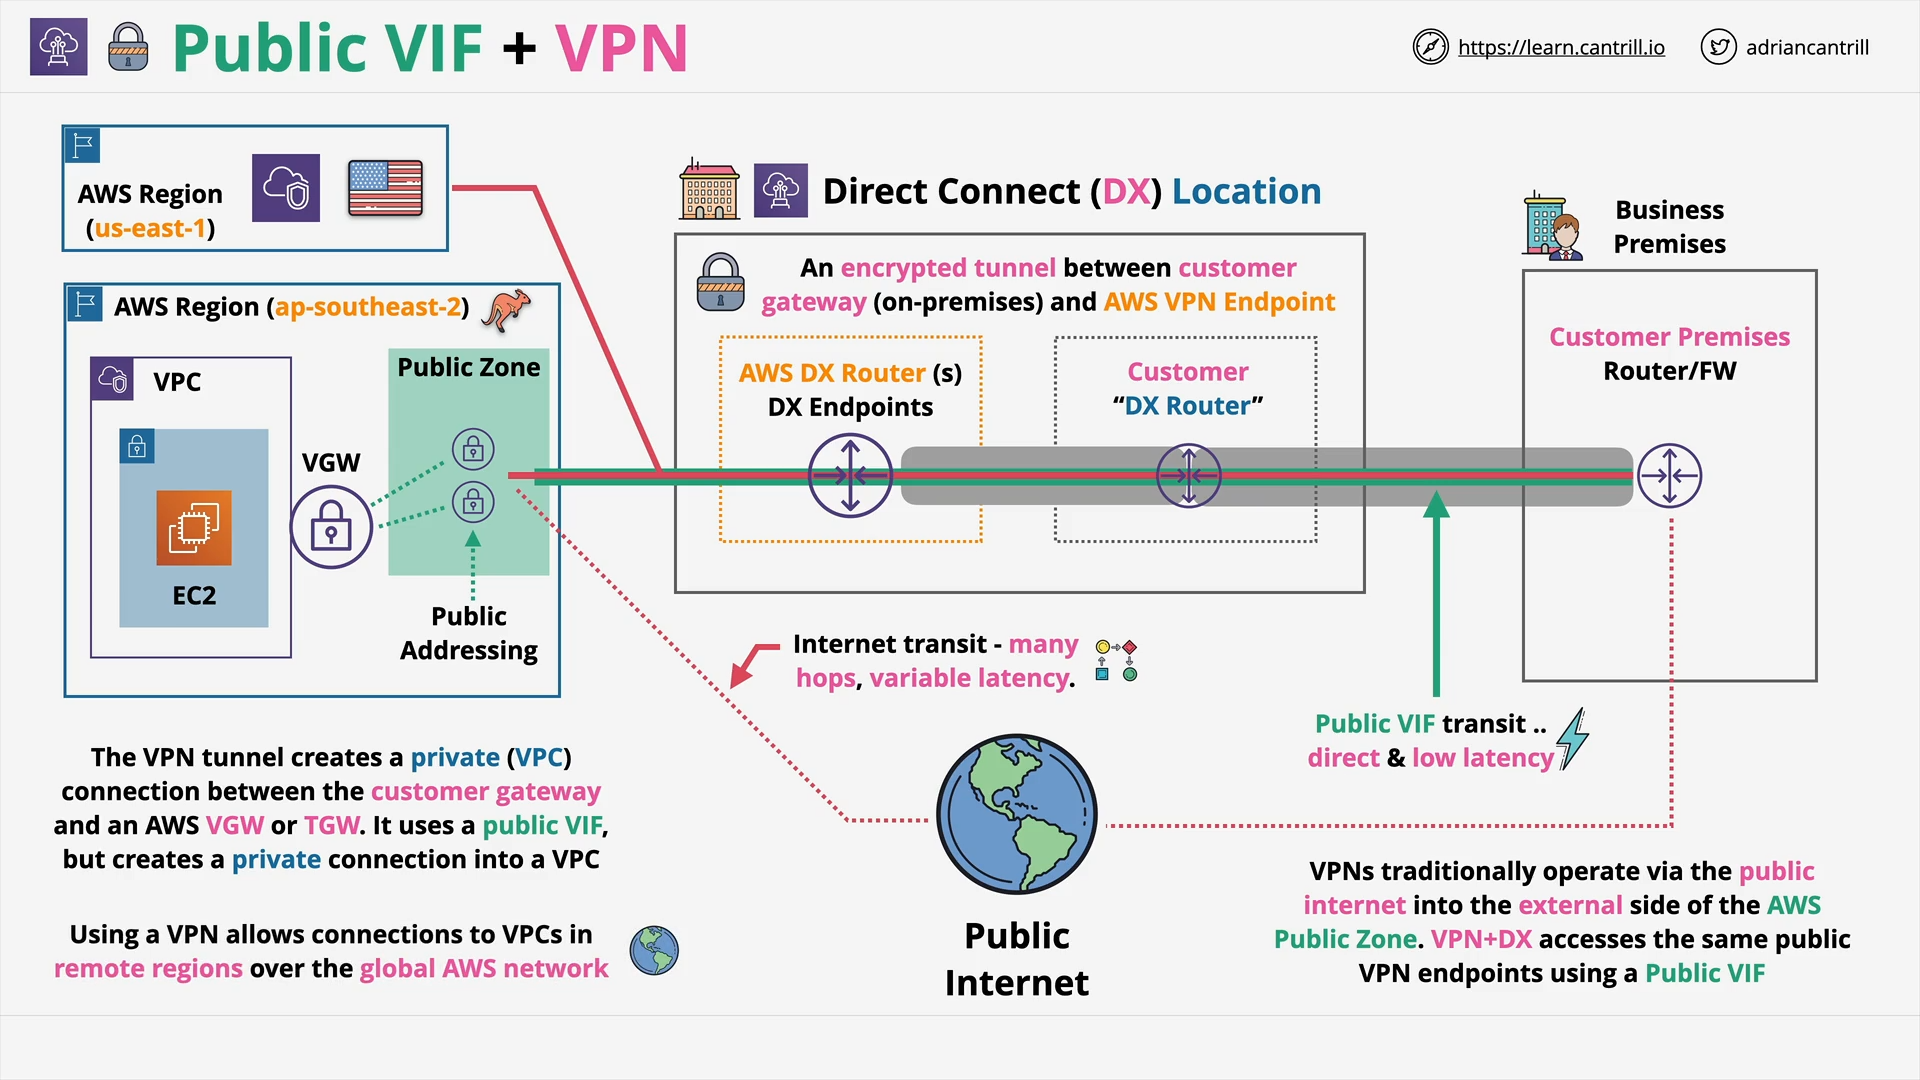 Public VIF + VPN
https://learn.cantrill.io
adriancantrill
AWS Region
(us-east-1)
Direct Connect (DX) Location
Business
Premises
An encrypted tunnel between customer
gateway (on-premises) and AWS VPN Endpoint
AWS Region (ap-southeast-2)
VPC
Public Zone
AWS DX Router (s)
DX Endpoints
Customer
“DX Router”
Customer Premises
Router/FW
VGW
EC2
Public
Addressing
Internet transit - many
hops, variable latency.
Public VIF transit ..
direct & low latency
The VPN tunnel creates a private (VPC)
connection between the customer gateway
and an AWS VGW or TGW. It uses a public VIF,
but creates a private connection into a VPC
Using a VPN allows connections to VPCs in
remote regions over the global AWS network
Public
Internet
VPNs traditionally operate via the public
internet into the external side of the AWS
Public Zone. VPN+DX accesses the same public
VPN endpoints using a Public VIF